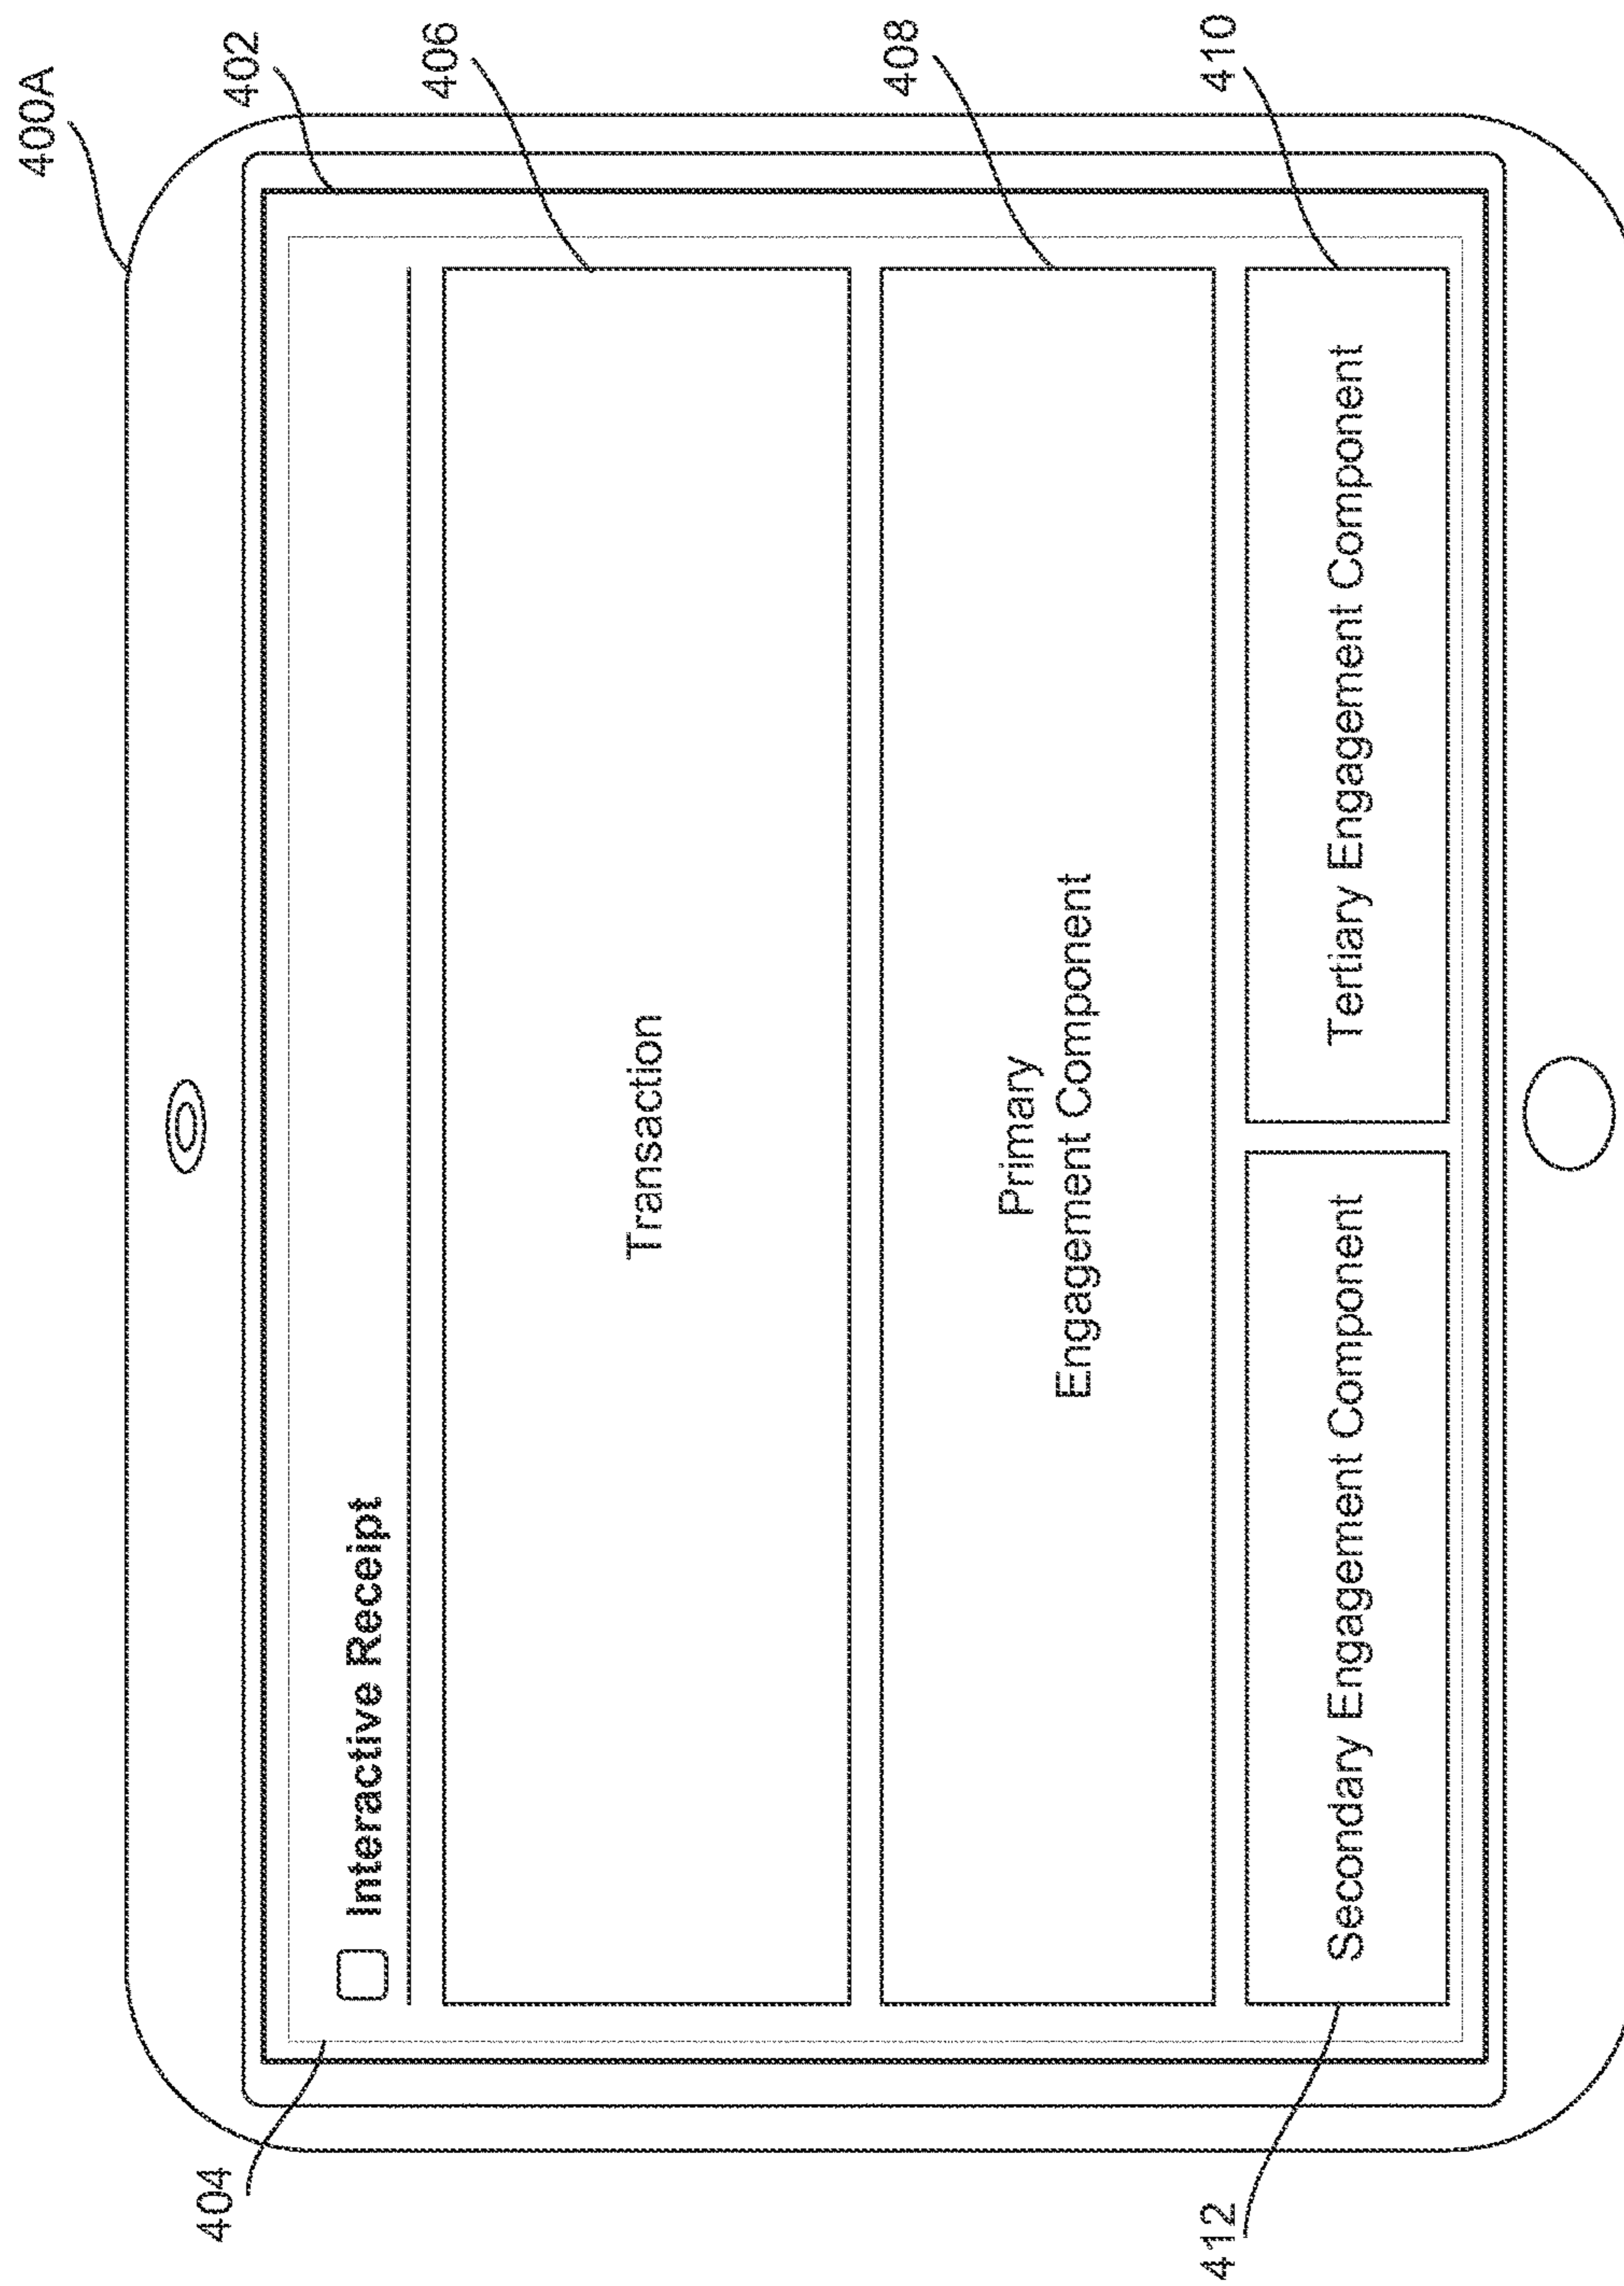 400A
402
404
Interactive Receipt
406
Transaction
408
Primary
Engagement Component
410
Tertiary Engagement Component
412
Secondary Engagement Component